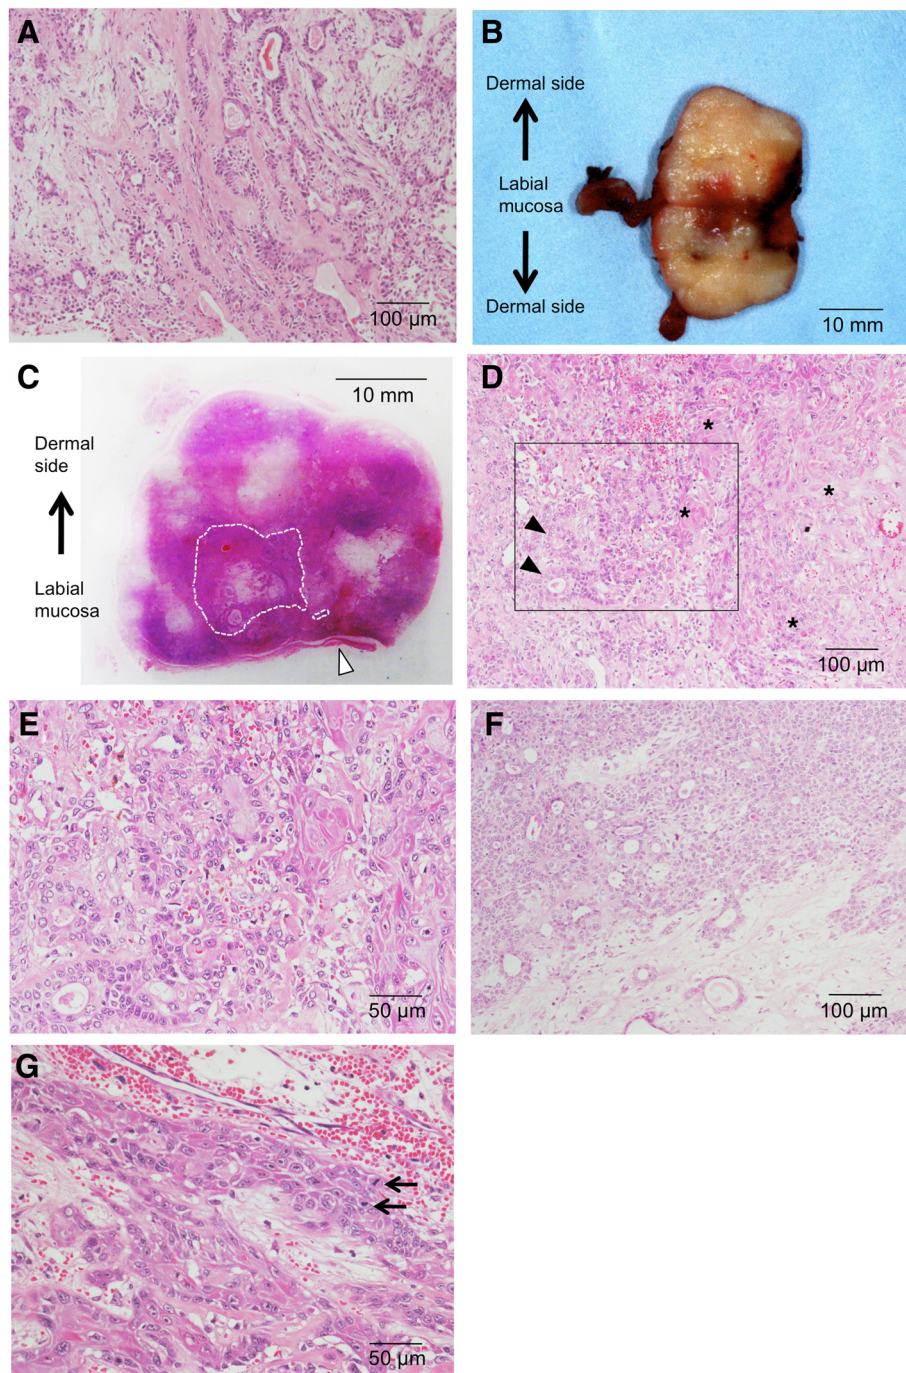 A
100 µm
B
Dermal side
Labial
mucosa
Dermal side
10 mm
C
10 mm
Dermal
side
Labial
mucosa
D
*
*
*
*
100 µm
E
50 µm
F
100 µm
G
50 µm